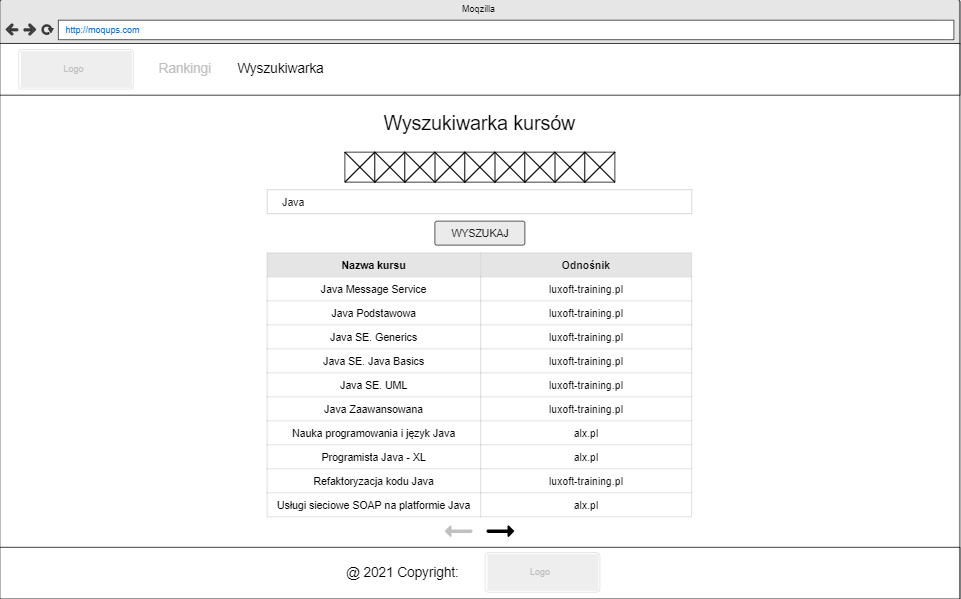 Moqzilla
http://moqups.com
Logo Rankingi Wyszukiwarka
Wyszukiwarka kursów
Java
WYSZUKAJ
Nazwa kursu Odnośnik
Java Message Service luxoft-training.pl
Java Podstawowa luxoft-training.pl
Java SE. Generics luxoft-training.pl
Java SE. Java Basics luxoft-training.pl
Java SE. UML luxoft-training.pl
Java Zaawansowana luxoft-training.pl
Nauka programowania i język Java alx.pl
Programista Java - XL alx.pl
Refaktoryzacja kodu Java luxoft-training.pl
Usługi sieciowe SOAP na platformie Java alx.pl
@ 2021 Copyright: Logo